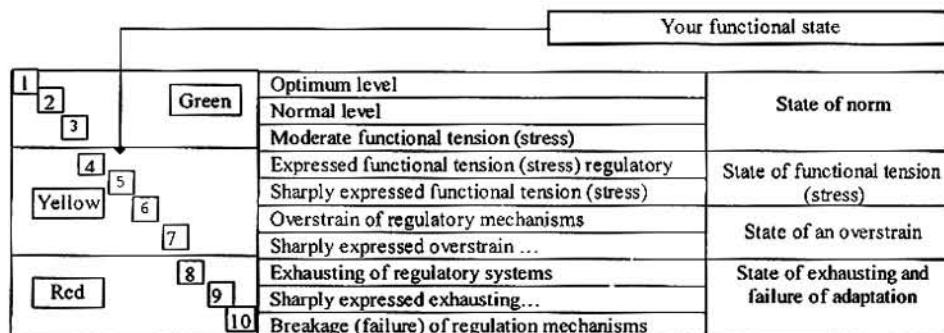 Your functional state
1 Optimum level
2 Green Normal level State of norm
3 Moderate functional tension (stress)
4 Expressed functional tension (stress) regulatory State of functional tension
5 Sharply expressed functional tension (stress) (stress)
Yellow 6 Overstrain of regulatory mechanisms State of an overstrain
7 Sharply expressed overstrain ...
8 Exhausting of regulatory systems State of exhausting and
Red 9 Sharply expressed exhausting... failure of adaptation
10 Breakage (failure) of regulation mechanisms